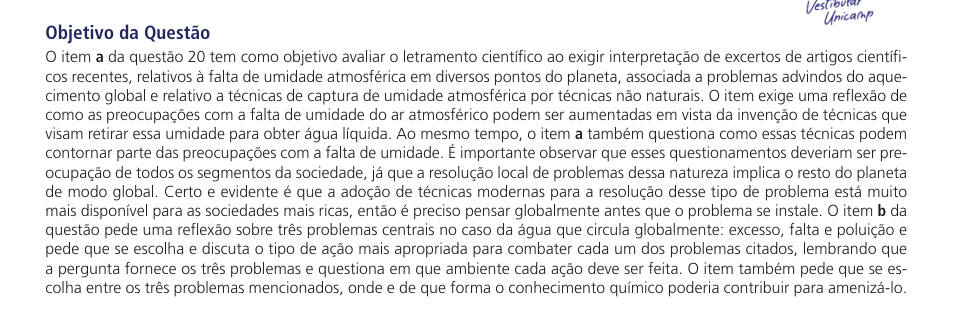 Vestibular
Unicamp
Objetivo da Questão
O item a da questão 20 tem como objetivo avaliar o letramento científico ao exigir interpretação de excertos de artigos científi-
cos recentes, relativos à falta de umidade atmosférica em diversos pontos do planeta, associada a problemas advindos do aque-
cimento global e relativo a técnicas de captura de umidade atmosférica por técnicas não naturais. O item exige uma reflexão de
como as preocupações com a falta de umidade do ar atmosférico podem ser aumentadas em vista da invenção de técnicas que
visam retirar essa umidade para obter água líquida. Ao mesmo tempo, o item a também questiona como essas técnicas podem
contornar parte das preocupações com a falta de umidade. É importante observar que esses questionamentos deveriam ser pre-
ocupação de todos os segmentos da sociedade, já que a resolução local de problemas dessa natureza implica o resto do planeta
de modo global. Certo e evidente é que a adoção de técnicas modernas para a resolução desse tipo de problema está muito
mais disponível para as sociedades mais ricas, então é preciso pensar globalmente antes que o problema se instale. O item b da
questão pede uma reflexão sobre três problemas centrais no caso da água que circula globalmente: excesso, falta e poluição e
pede que se escolha e discuta o tipo de ação mais apropriada para combater cada um dos problemas citados, lembrando que
a pergunta fornece os três problemas e questiona em que ambiente cada ação deve ser feita. O item também pede que se es-
colha entre os três problemas mencionados, onde e de que forma o conhecimento químico poderia contribuir para amenizá-lo.